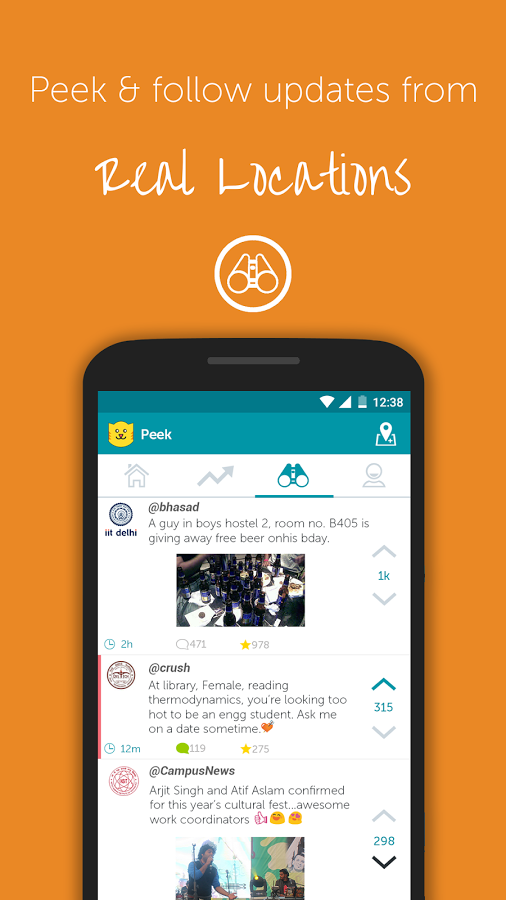 Peek & follow updates from
Real Locations
12:38
Peek
@bhasad
A guy in boys hostel 2, room no. B405 is
giving away free beer onhis bday.
iit delhi
1k
2h
471
978
@crush
At library, Female, reading
thermodynamics, you're looking too
hot to be an engg student. Ask me
on a date sometime.
315
12m
119
275
@CampusNews
Arjit Singh and Atif Aslam confirmed
for this year's cultural fest...awesome
work coordinators
298